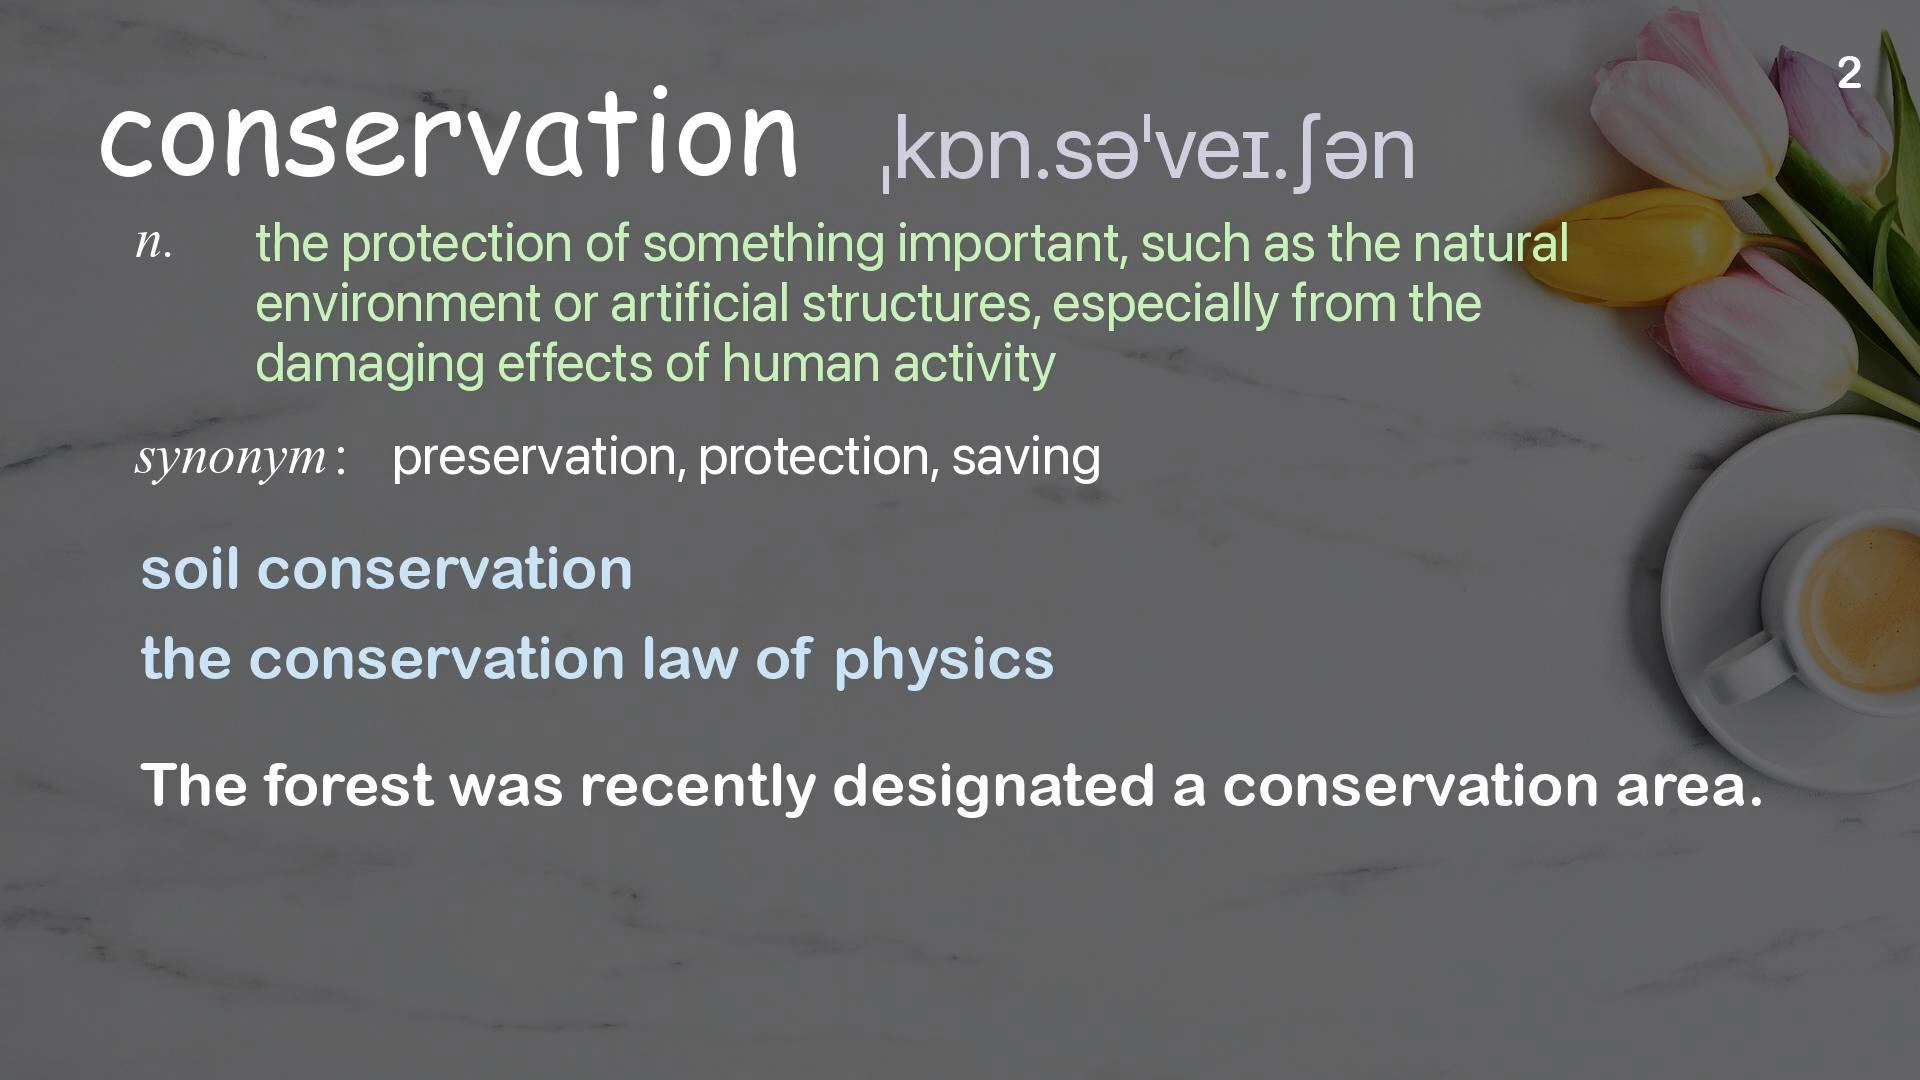 2
conservation ˌkɒn.səˈveɪ.ʃən
n. the protection of something important, such as the natural
environment or artificial structures, especially from the
damaging effects of human activity
synonym: preservation, protection, saving
soil conservation
the conservation law of physics
The forest was recently designated a conservation area.